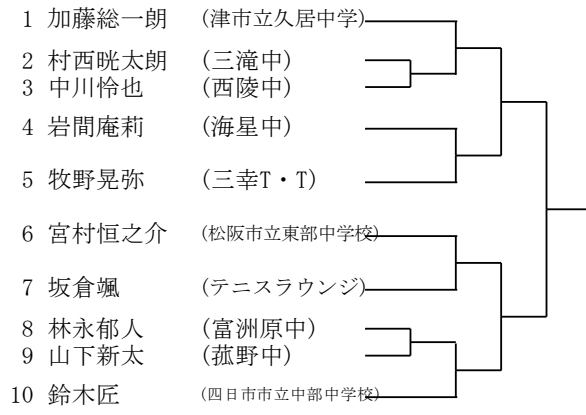 1 加藤総一朗 (津市立久居中学)
2 村西晄太朗 (三滝中)
3 中川怜也 (西陵中)
4 岩間庵莉 (海星中)
5 牧野晃弥 (三幸T・T)
6 宮村恒之介 (松阪市立東部中学校)
7 坂倉颯 (テニスラウンジ)
8 林永郁人 (富洲原中)
9 山下新太 (菰野中)
10 鈴木匠 (四日市市立中部中学校)